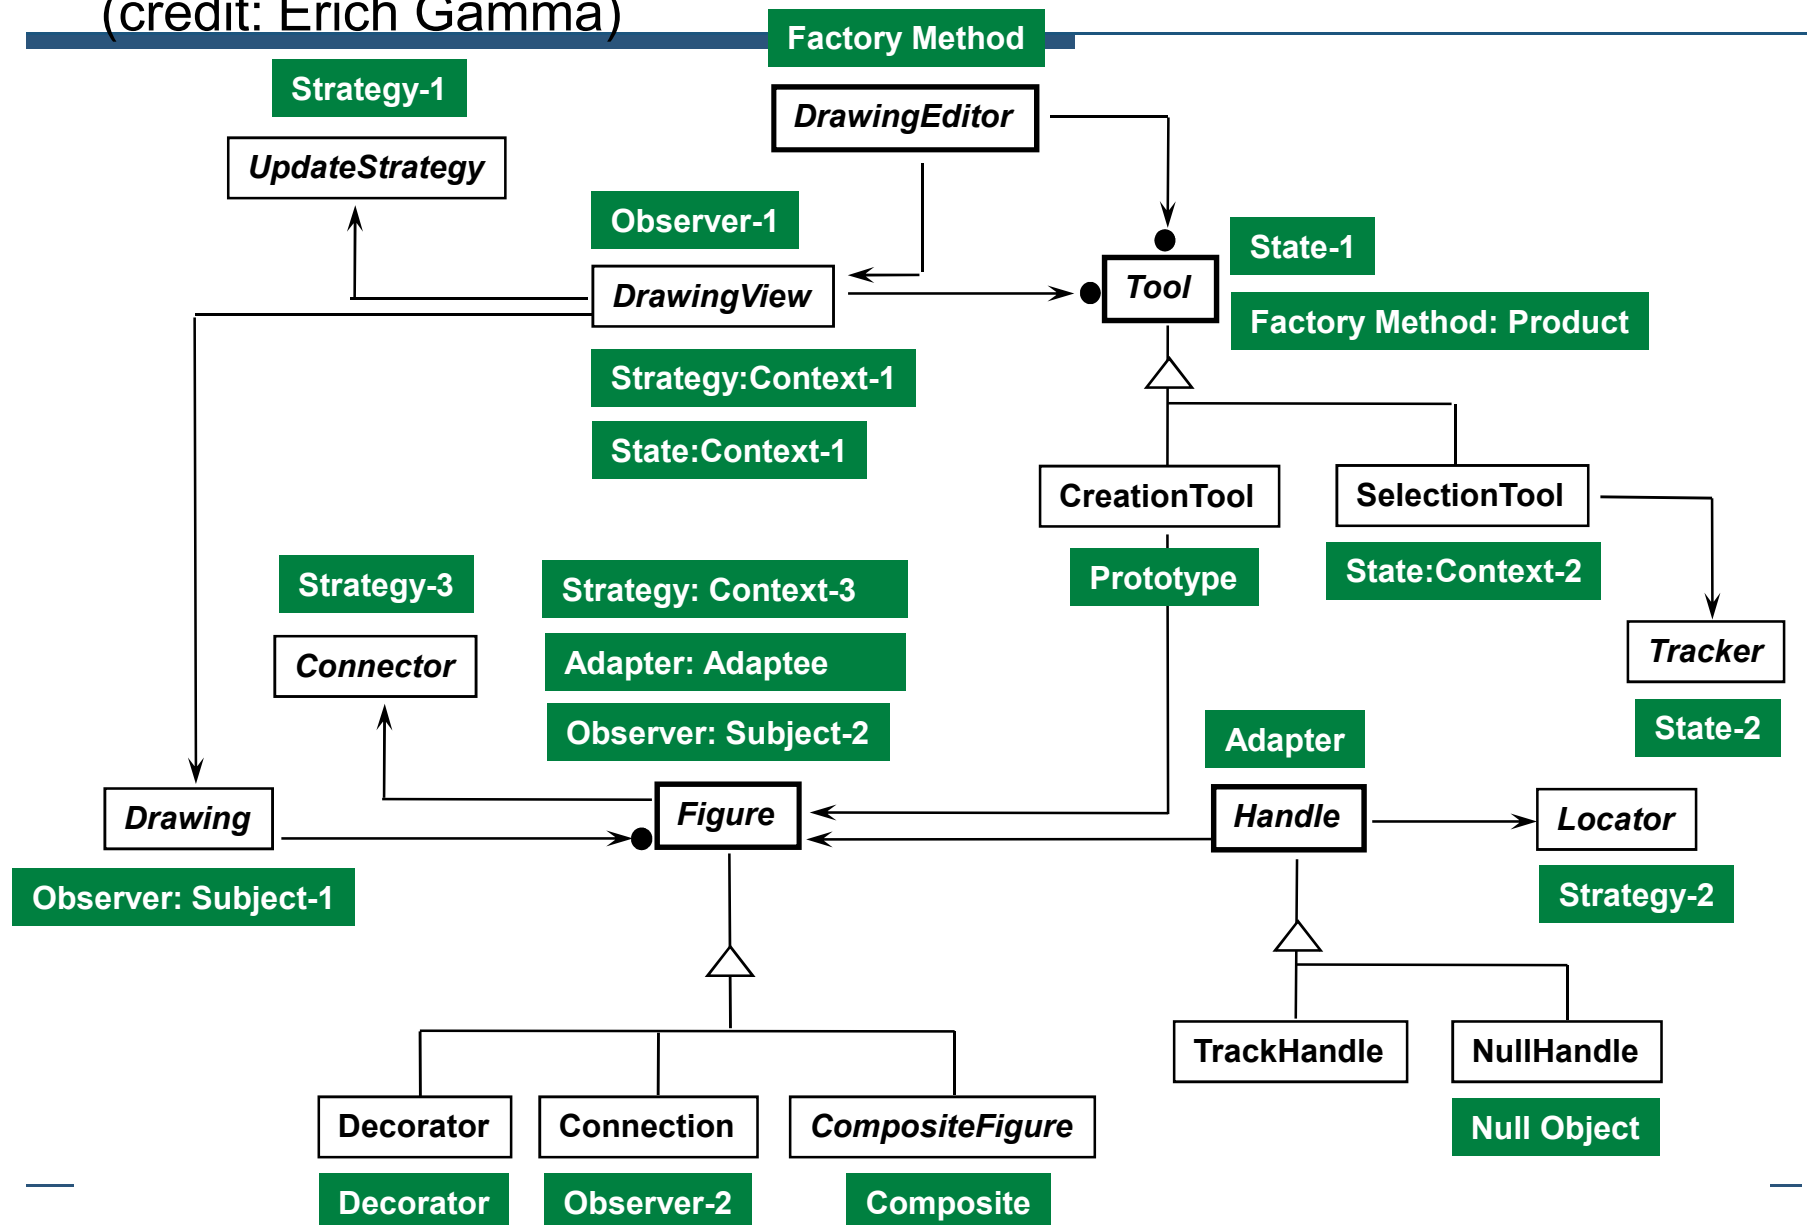 (credit: Erich Gamma)
Factory Method
Strategy-1
DrawingEditor
UpdateStrategy
Observer-1
State-1
DrawingView
Tool
Factory Method: Product
Strategy:Context-1
State:Context-1
CreationTool
SelectionTool
Strategy-3
Strategy: Context-3
Prototype
State:Context-2
Connector
Adapter: Adaptee
Tracker
Observer: Subject-2
Adapter
State-2
Drawing
Figure
Handle
Locator
Observer: Subject-1
Strategy-2
TrackHandle
NullHandle
Decorator
Connection
CompositeFigure
Null Object
Decorator
Observer-2
Composite